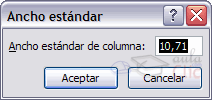 Ancho estándar
Ancho estándar de columna: 10,71
Aceptar Cancelar